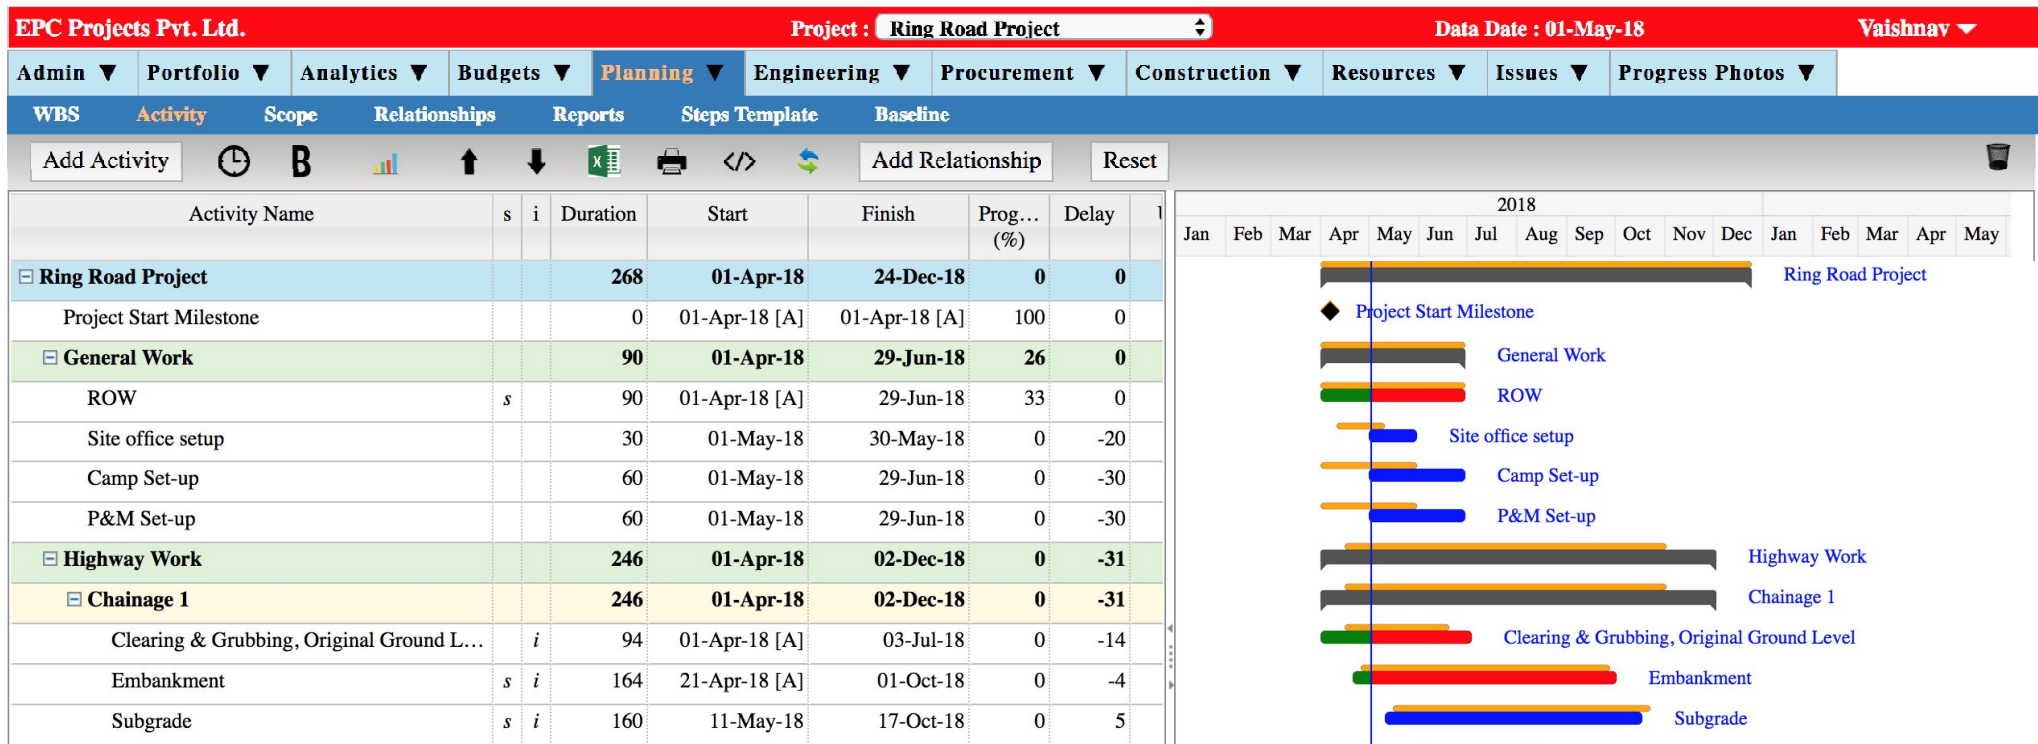 EPC Projects Pvt. Ltd. Project : Ring Road Project Data Date : 01-May-18 Vaishnav
Admin ▼ Portfolio ▼ Analytics ▼ Budgets ▼ Planning ▼ Engineering ▼ Procurement ▼ Construction ▼ Resources ▼ Issues ▼ Progress Photos ▼
WBS Activity Scope Relationships Reports Steps Template Baseline
Add Activity B </> Add Relationship Reset
Activity Name s i Duration Start Finish Prog... (%) Delay
2018
Jan Feb Mar Apr May Jun Jul Aug Sep Oct Nov Dec Jan Feb Mar Apr May
Ring Road Project 268 01-Apr-18 24-Dec-18 0 0 Ring Road Project
Project Start Milestone 0 01-Apr-18 [A] 01-Apr-18 [A] 100 0 Project Start Milestone
General Work 90 01-Apr-18 29-Jun-18 26 0 General Work
ROW s 90 01-Apr-18 [A] 29-Jun-18 33 0 ROW
Site office setup 30 01-May-18 30-May-18 0 -20 Site office setup
Camp Set-up 60 01-May-18 29-Jun-18 0 -30 Camp Set-up
P&M Set-up 60 01-May-18 29-Jun-18 0 -30 P&M Set-up
Highway Work 246 01-Apr-18 02-Dec-18 0 -31 Highway Work
Chainage 1 246 01-Apr-18 02-Dec-18 0 -31 Chainage 1
Clearing & Grubbing, Original Ground L... i 94 01-Apr-18 [A] 03-Jul-18 0 -14 Clearing & Grubbing, Original Ground Level
Embankment s i 164 21-Apr-18 [A] 01-Oct-18 0 -4 Embankment
Subgrade s i 160 11-May-18 17-Oct-18 0 5 Subgrade